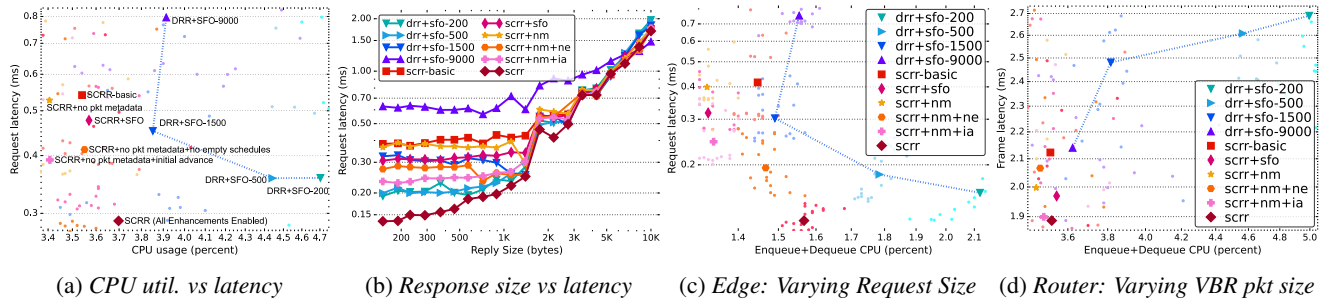 Request latency (ms)
0.8
0.7
0.6
0.5
0.4
0.3
DRR+SFO-9000
SCRR-basic
SCRR+no pkt metadata
SCRR+SFO
DRR+SFO-1500
SCRR+no pkt metadata+no empty schedules
SCRR+no pkt metadata+initial advance
DRR+SFO-500
DRR+SFO-200
SCRR (All Enhancements Enabled)
3.4 3.5 3.6 3.7 3.8 3.9 4.0 4.1 4.2 4.3 4.4 4.5 4.6 4.7
CPU usage (percent)
(a) CPU util. vs latency
Request latency (ms)
2.00
1.50
1.00
0.70
0.50
0.30
0.20
0.15
drr+sfo-200
drr+sfo-500
drr+sfo-1500
drr+sfo-9000
scrr-basic
scrr+sfo
scrr+nm
scrr+nm+ne
scrr+nm+ia
scrr
200 300 500 1K 2K 3K 5K 10K
Reply Size (bytes)
(b) Response size vs latency
Request latency (ms)
0.7
0.6
0.5
0.4
0.3
0.2
drr+sfo-200
drr+sfo-500
drr+sfo-1500
drr+sfo-9000
scrr-basic
scrr+sfo
scrr+nm
scrr+nm+ne
scrr+nm+ia
scrr
1.4 1.5 1.6 1.7 1.8 1.9 2.0 2.1
Enqueue+Dequeue CPU (percent)
(c) Edge: Varying Request Size
Frame latency (ms)
2.7
2.6
2.5
2.4
2.3
2.2
2.1
2.0
1.9
drr+sfo-200
drr+sfo-500
drr+sfo-1500
drr+sfo-9000
scrr-basic
scrr+sfo
scrr+nm
scrr+nm+ne
scrr+nm+ia
scrr
3.6 3.8 4.0 4.2 4.4 4.6 4.8 5.0
Enqueue+Dequeue CPU (percent)
(d) Router: Varying VBR pkt size